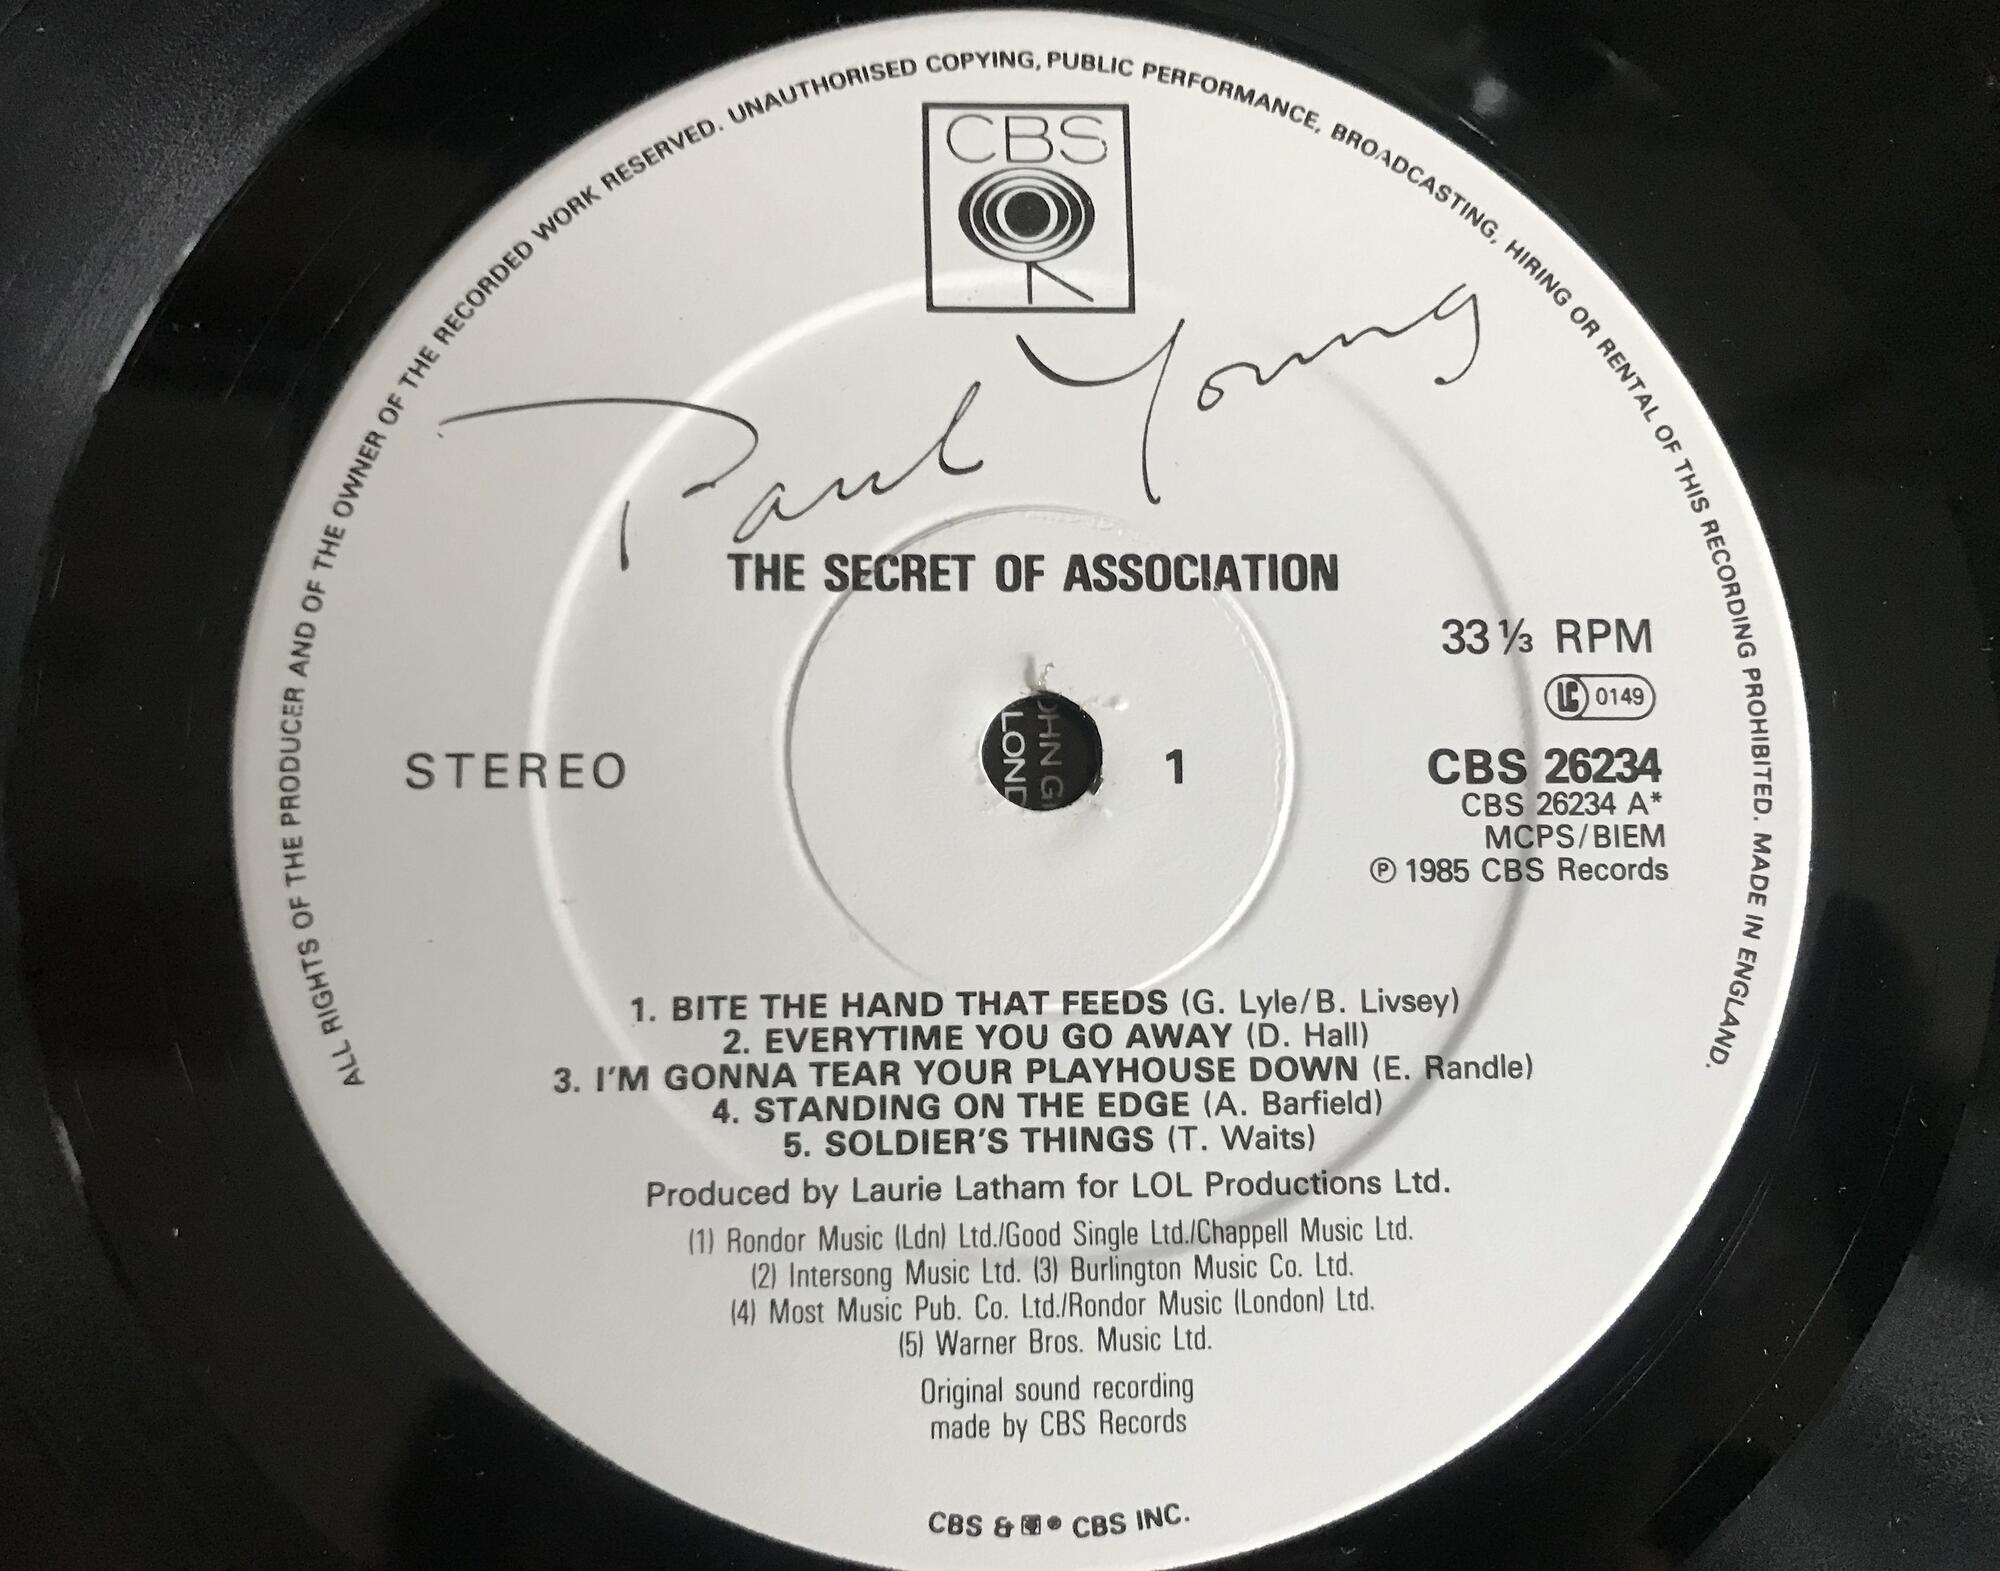 ALL RIGHTS OF THE PRODUCER AND OF THE OWNER OF THE RECORDED WORK RESERVED. UNAUTHORISED COPYING, PUBLIC PERFORMANCE, BROADCASTING, HIRING OR RENTAL OF THIS RECORDING PROHIBITED. MADE IN ENGLAND.
CBS
Paul Young
THE SECRET OF ASSOCIATION
33 ⅓ RPM
LC 0149
STEREO
OHN G
LOND
1
CBS 26234
CBS 26234 A*
MCPS/BIEM
℗ 1985 CBS Records
1. BITE THE HAND THAT FEEDS (G. Lyle/B. Livsey)
2. EVERYTIME YOU GO AWAY (D. Hall)
3. I'M GONNA TEAR YOUR PLAYHOUSE DOWN (E. Randle)
4. STANDING ON THE EDGE (A. Barfield)
5. SOLDIER'S THINGS (T. Waits)
Produced by Laurie Latham for LOL Productions Ltd.
(1) Rondor Music (Ldn) Ltd./Good Single Ltd./Chappell Music Ltd.
(2) Intersong Music Ltd. (3) Burlington Music Co. Ltd.
(4) Most Music Pub. Co. Ltd./Rondor Music (London) Ltd.
(5) Warner Bros. Music Ltd.
Original sound recording
made by CBS Records
CBS & ® CBS INC.